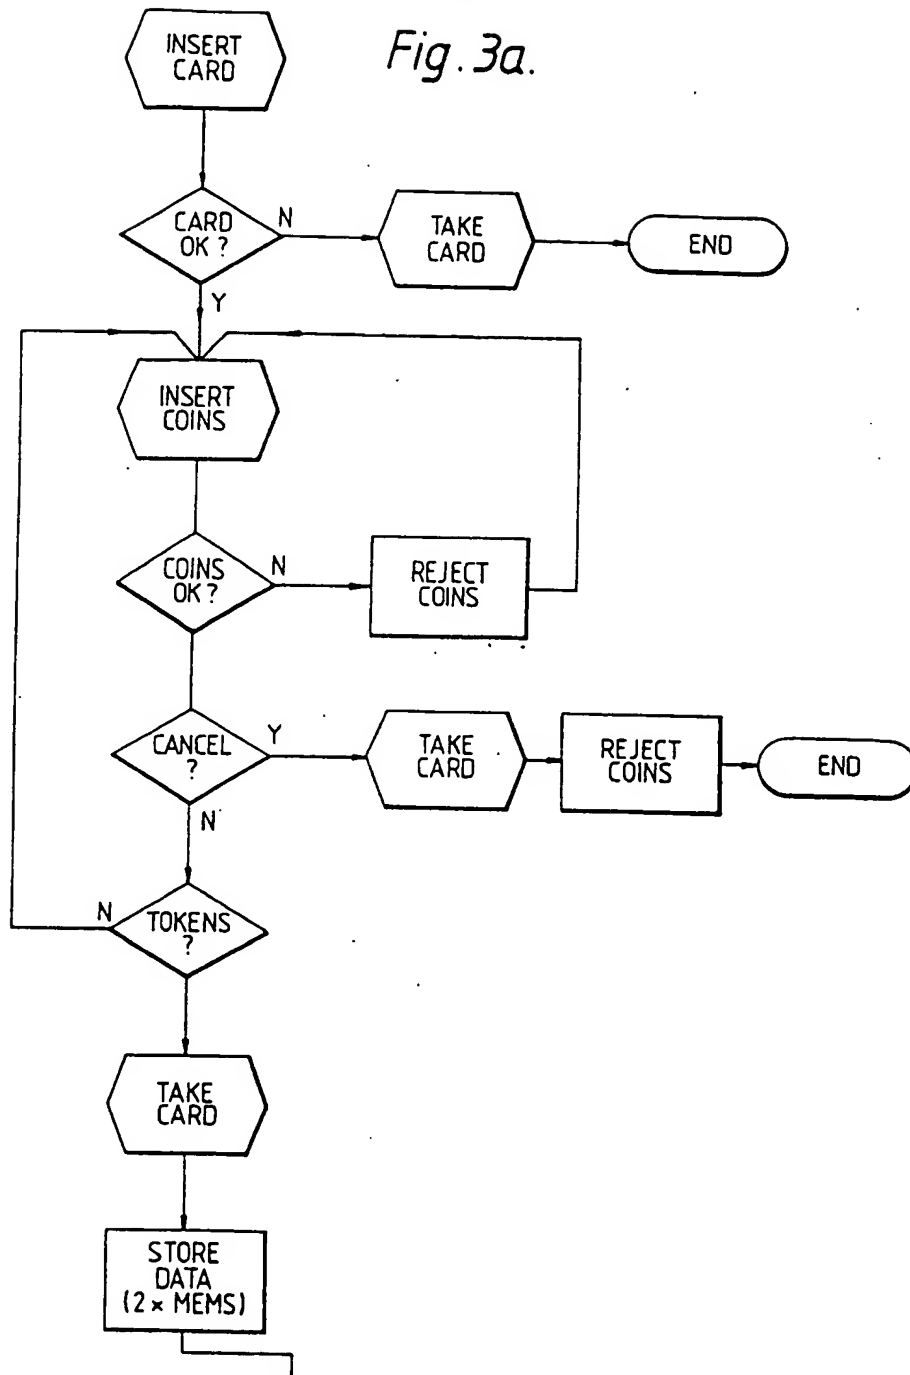 Fig. 3a.
INSERT
CARD
CARD
OK ?
N
TAKE
CARD
END
Y
INSERT
COINS
COINS
OK ?
N
REJECT
COINS
CANCEL
?
Y
TAKE
CARD
REJECT
COINS
END
N
TOKENS
?
N
TAKE
CARD
STORE
DATA
(2 x MEMS)